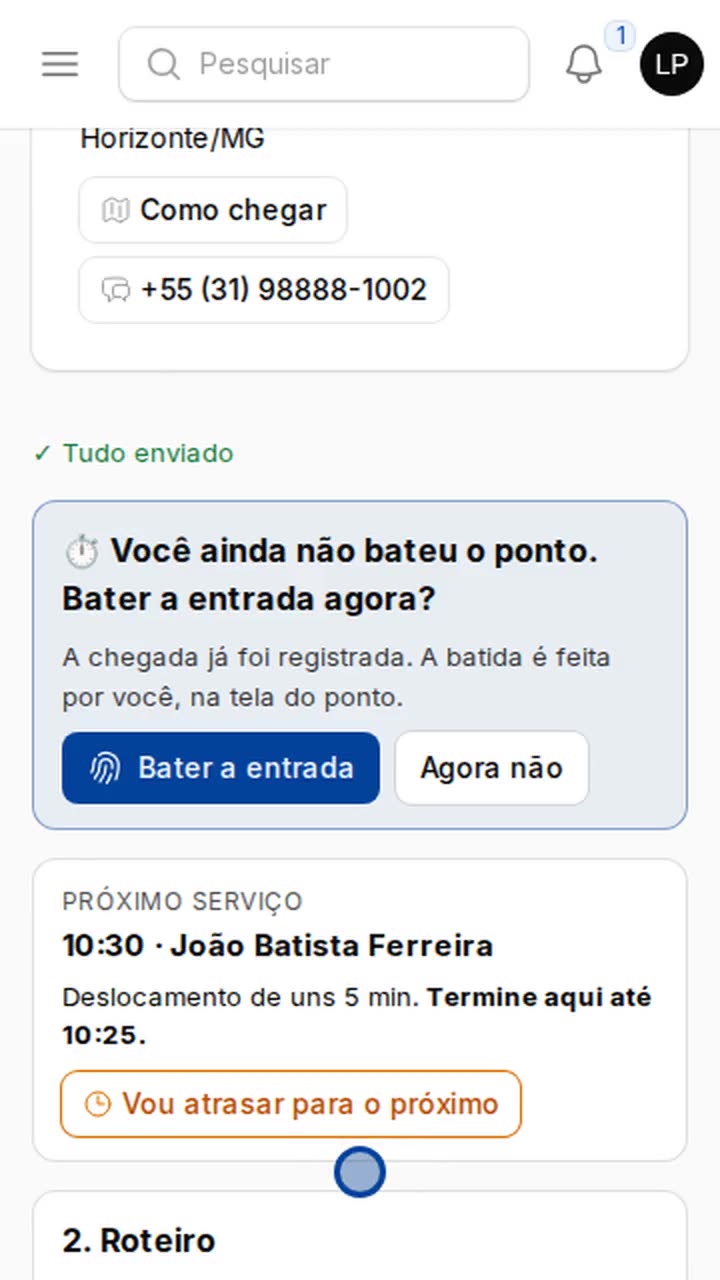 Pesquisar
1
LP
Horizonte/MG
Como chegar
+55 (31) 98888-1002
✓ Tudo enviado
⏱️ Você ainda não bateu o ponto.
Bater a entrada agora?
A chegada já foi registrada. A batida é feita
por você, na tela do ponto.
Bater a entrada
Agora não
PRÓXIMO SERVIÇO
10:30 · João Batista Ferreira
Deslocamento de uns 5 min. Termine aqui até
10:25.
Vou atrasar para o próximo
2. Roteiro